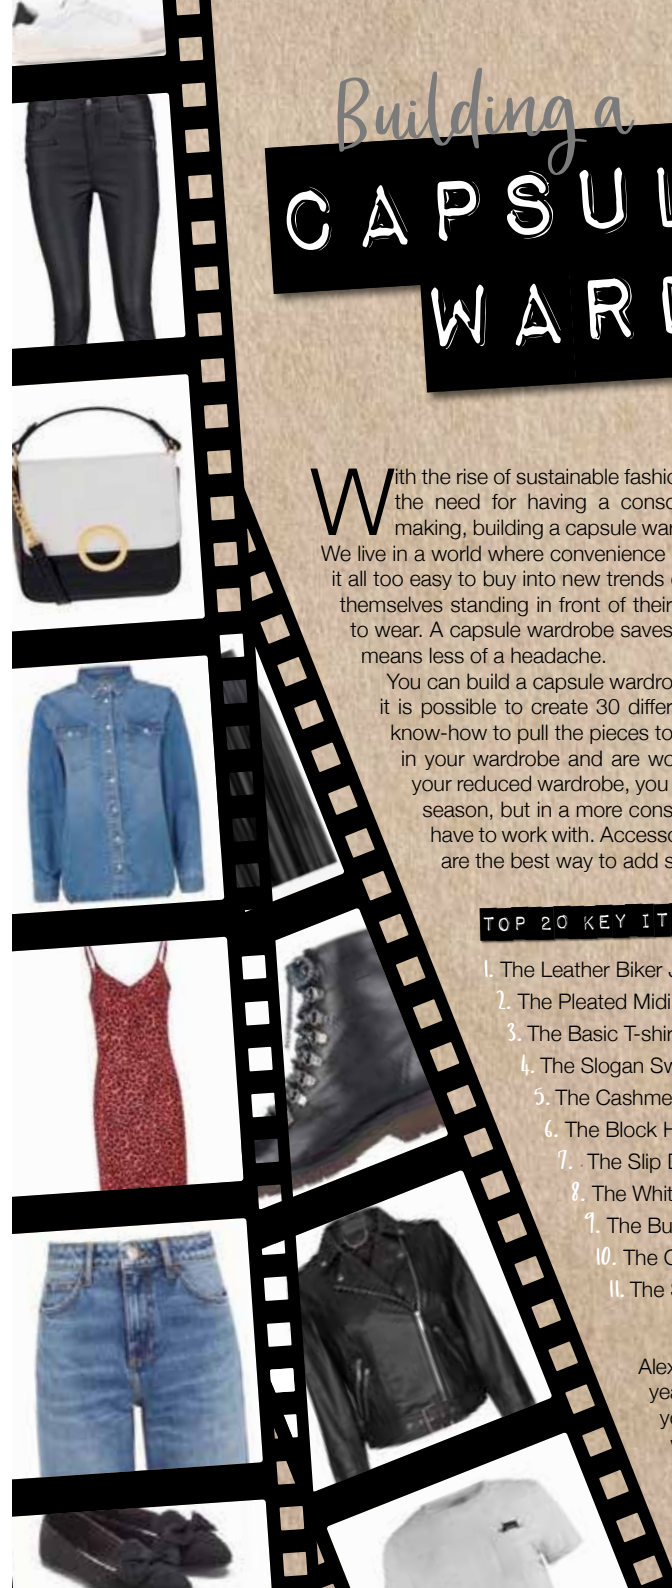 Building a
CAPSUL
WAR
With the rise of sustainable fashio
the need for having a consc
making, building a capsule war
We live in a world where convenience
it all too easy to buy into new trends
themselves standing in front of their
to wear. A capsule wardrobe saves
means less of a headache.
You can build a capsule wardro
it is possible to create 30 differ
know-how to pull the pieces to
in your wardrobe and are wo
your reduced wardrobe, you
season, but in a more cons
have to work with. Accesso
are the best way to add s
TOP 20 KEY IT
1. The Leather Biker J
2. The Pleated Midi
3. The Basic T-shir
4. The Slogan Sw
5. The Cashme
6. The Block H
7. The Slip D
8. The Whit
9. The Bu
10. The C
11. The S
Alex
yea
yo